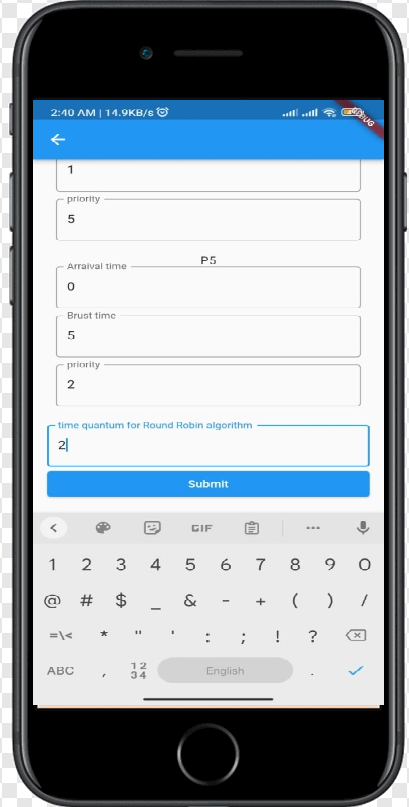 2:40 AM | 14.9KB/s
1
priority
5
P5
Arraival time
0
Brust time
5
priority
2
time quantum for Round Robin algorithm
2
Submit
GIF
1 2 3 4 5 6 7 8 9 0
@ # $ _ & - + ( ) /
=\< * " ' : ; ! ?
ABC , 12 English .
34